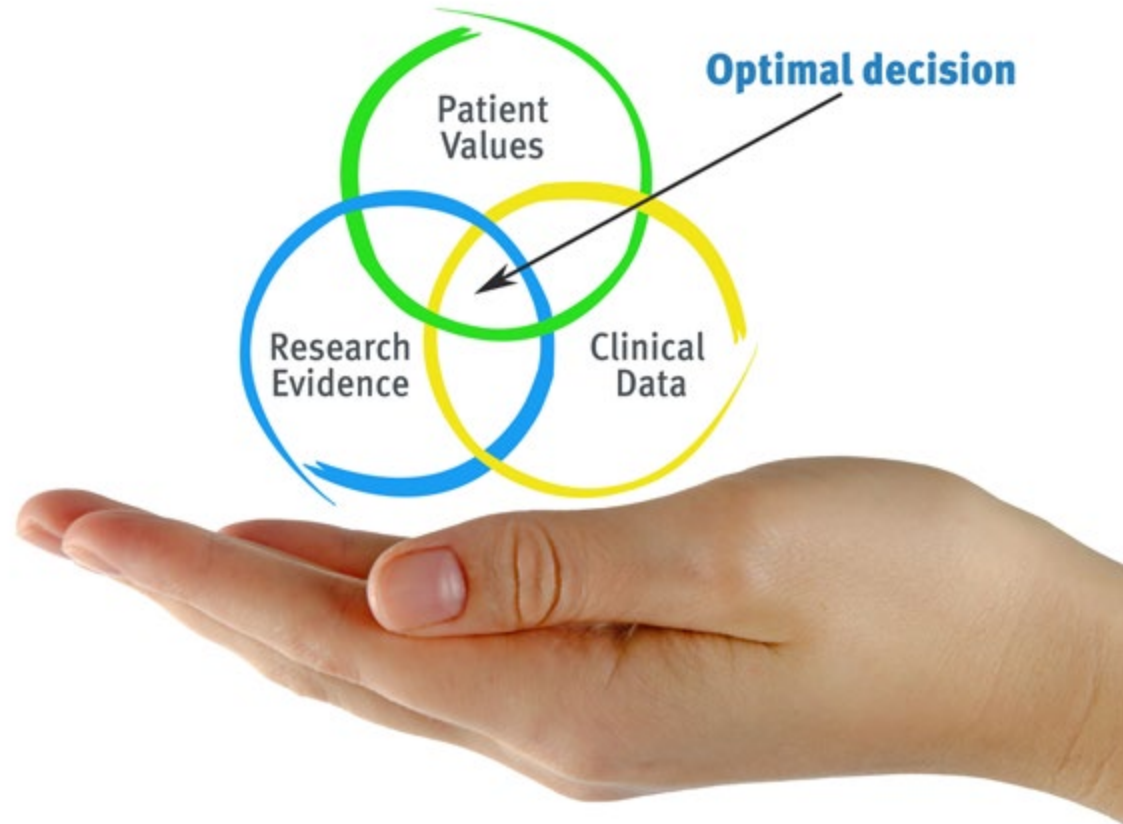 Optimal decision
Patient
Values
Research
Evidence
Clinical
Data